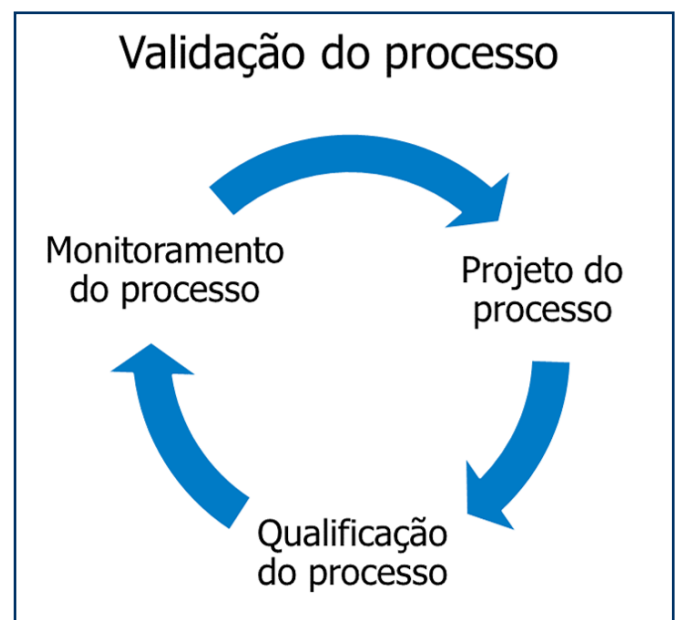 Validação do processo
Monitoramento
do processo
Projeto do
processo
Qualificação
do processo